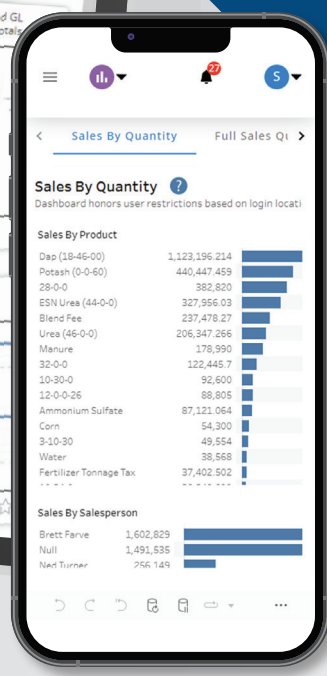 d GL
otals
27
S
Sales By Quantity
Full Sales Qu
Sales By Quantity ?
Dashboard honors user restrictions based on login locati
Sales By Product
Dap (18-46-00) 1,123,196.214
Potash (0-0-60) 440,447.459
28-0-0 382,820
ESN Urea (44-0-0) 327,956.03
Blend Fee 237,478.27
Urea (46-0-0) 206,347.266
Manure 178,990
32-0-0 122,445.7
10-30-0 92,600
12-0-0-26 88,805
Ammonium Sulfate 87,121.064
Corn 54,300
3-10-30 49,554
Water 38,568
Fertilizer Tonnage Tax 37,402.502
Sales By Salesperson
Brett Farve 1,602,829
Null 1,491,535
Ned Turner 256,149